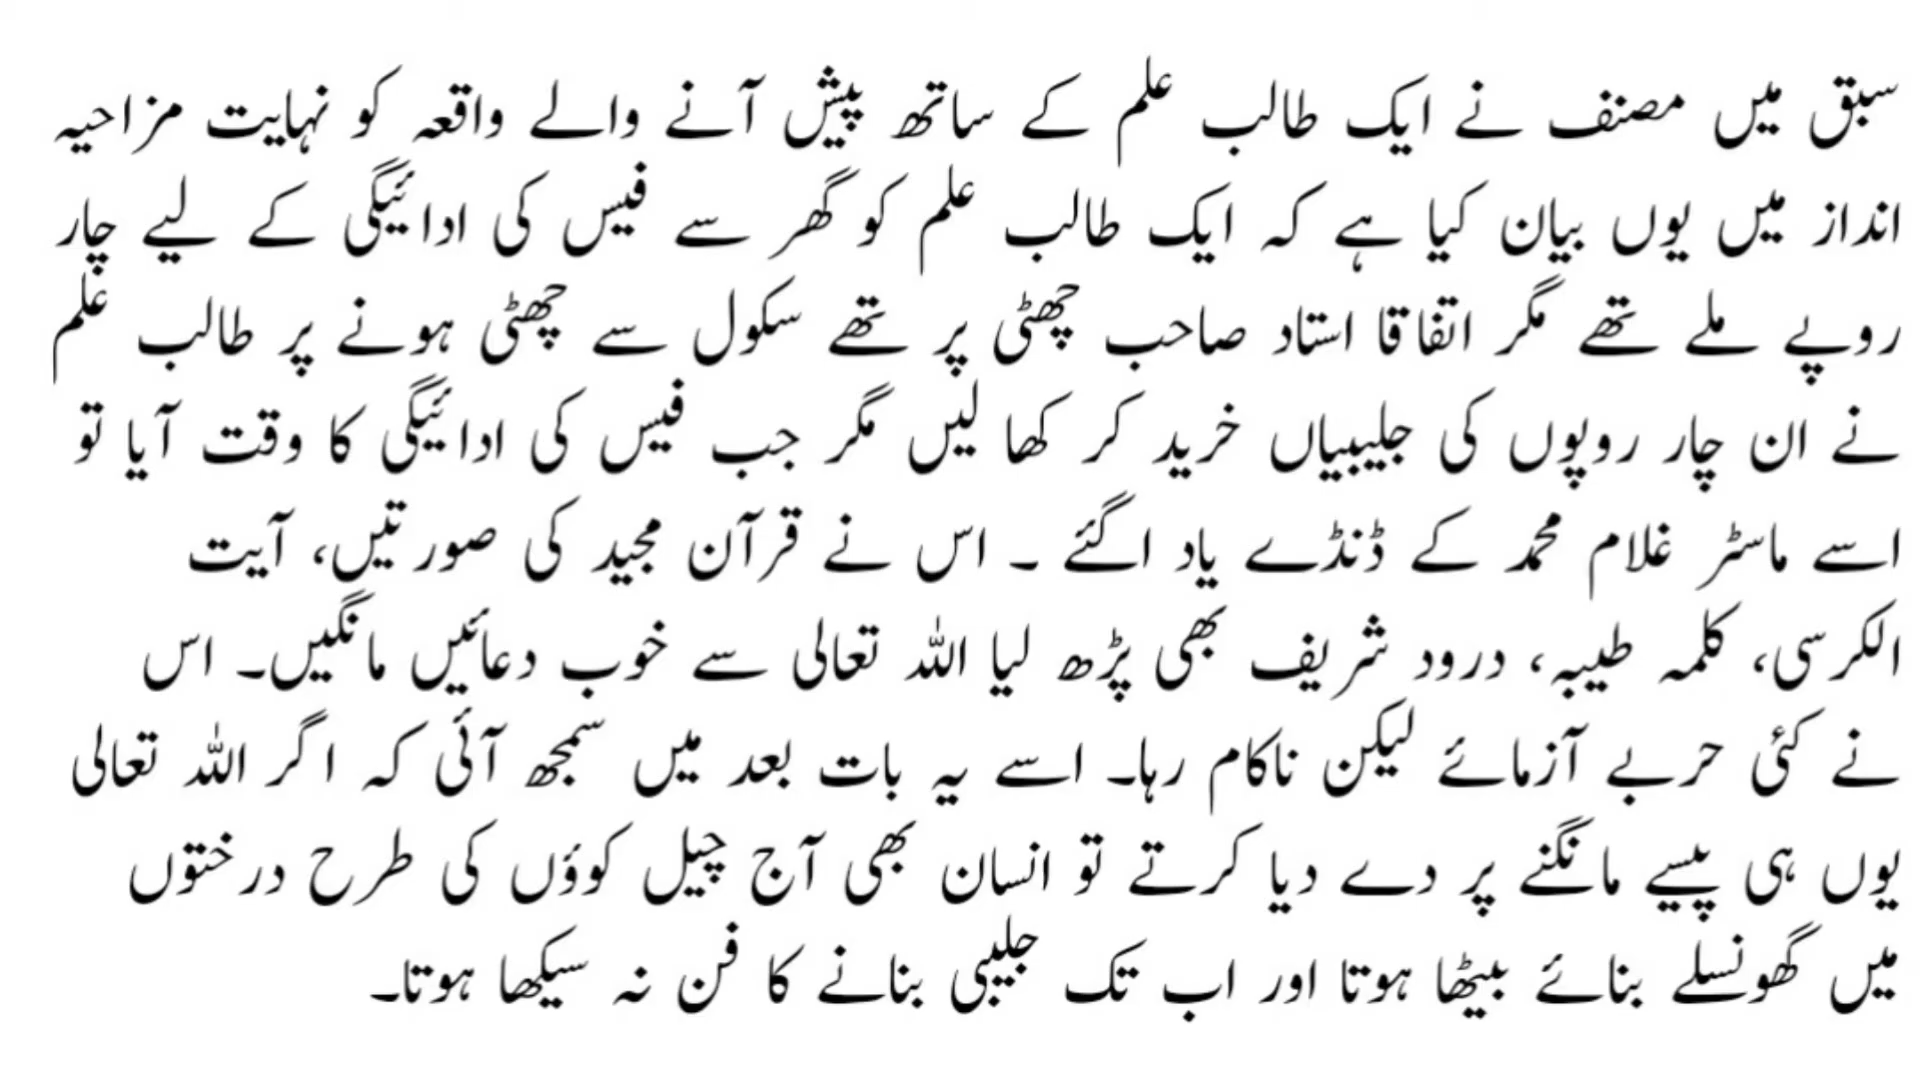 سبق میں مصنف نے ایک طالب علم کے ساتھ پیش آنے والے واقعہ کو نہایت مزاحیہ
انداز میں یوں بیان کیا ہے کہ ایک طالب علم کو گھر سے فیس کی ادائیگی کے لیے چار
روپے ملے تھے مگر اتفاقا استاد صاحب چھٹی پر تھے سکول سے چھٹی ہونے پر طالب علم
نے ان چار روپوں کی جلیبیاں خرید کر کھا لیں مگر جب فیس کی ادائیگی کا وقت آیا تو
اسے ماسٹر غلام محمد کے ڈنڈے یاد اگئے ۔ اس نے قرآن مجید کی صورتیں، آیت
الکرسی، کلمہ طیبہ، درود شریف بھی پڑھ لیا اللہ تعالی سے خوب دعائیں مانگیں۔ اس
نے کئی حربے آزمائے لیکن ناکام رہا۔ اسے یہ بات بعد میں سمجھ آئی کہ اگر اللہ تعالی
یوں ہی پیسے مانگنے پر دے دیا کرتے تو انسان بھی آج چیل کوؤں کی طرح درختوں
میں گھونسلے بنائے بیٹھا ہوتا اور اب تک جلیبی بنانے کا فن نہ سیکھا ہوتا۔